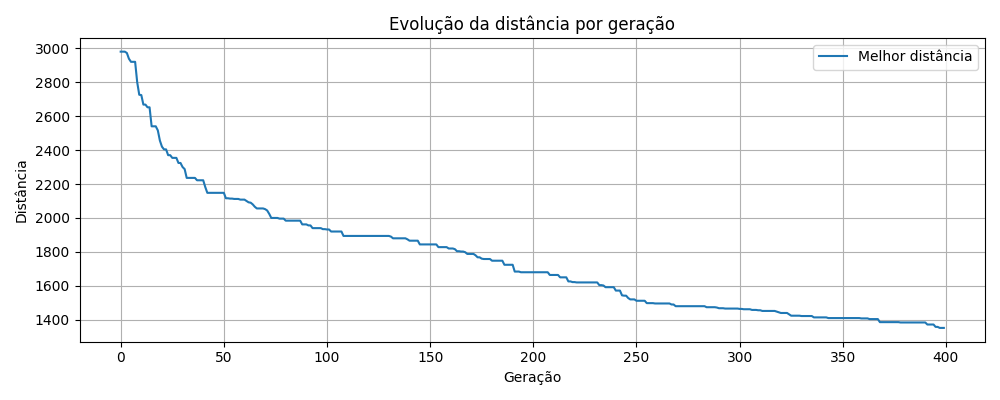 Evolução da distância por geração
Melhor distância
3000
2800
2600
2400
2200
2000
1800
1600
1400
Distância
0 50 100 150 200 250 300 350 400
Geração